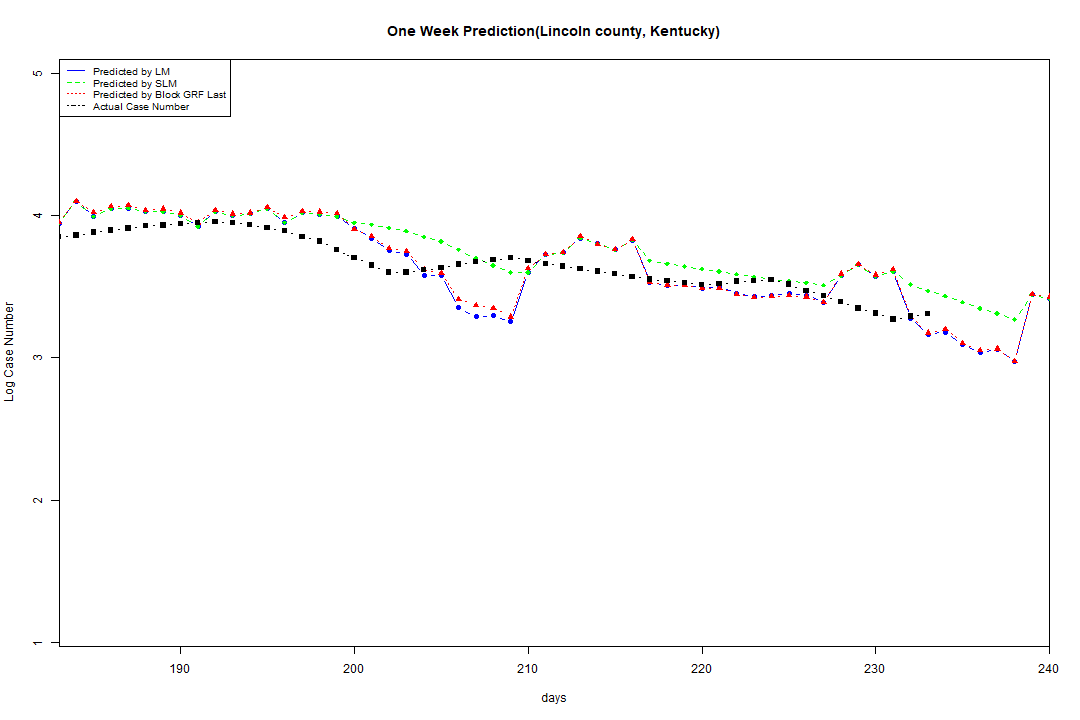 One Week Prediction(Lincoln county, Kentucky)
Predicted by LM
Predicted by SLM
Predicted by Block GRF Last
Actual Case Number
5
4
3
2
1
Log Case Number
190
200
210
220
230
240
days